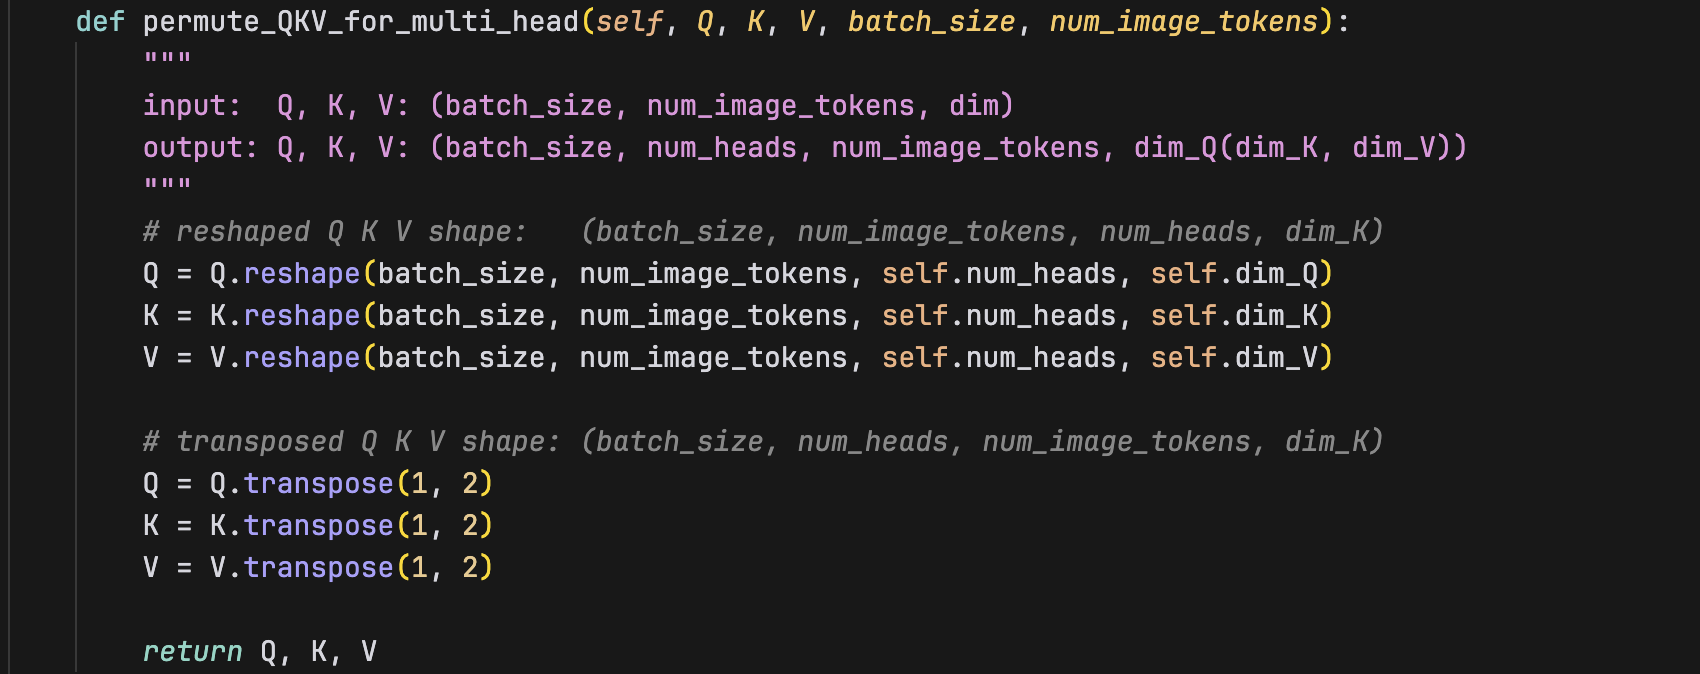 def permute_QKV_for_multi_head(self, Q, K, V, batch_size, num_image_tokens):
"""
input:  Q, K, V: (batch_size, num_image_tokens, dim)
output: Q, K, V: (batch_size, num_heads, num_image_tokens, dim_Q(dim_K, dim_V))
"""
# reshaped Q K V shape:   (batch_size, num_image_tokens, num_heads, dim_K)
Q = Q.reshape(batch_size, num_image_tokens, self.num_heads, self.dim_Q)
K = K.reshape(batch_size, num_image_tokens, self.num_heads, self.dim_K)
V = V.reshape(batch_size, num_image_tokens, self.num_heads, self.dim_V)
# transposed Q K V shape: (batch_size, num_heads, num_image_tokens, dim_K)
Q = Q.transpose(1, 2)
K = K.transpose(1, 2)
V = V.transpose(1, 2)
return Q, K, V